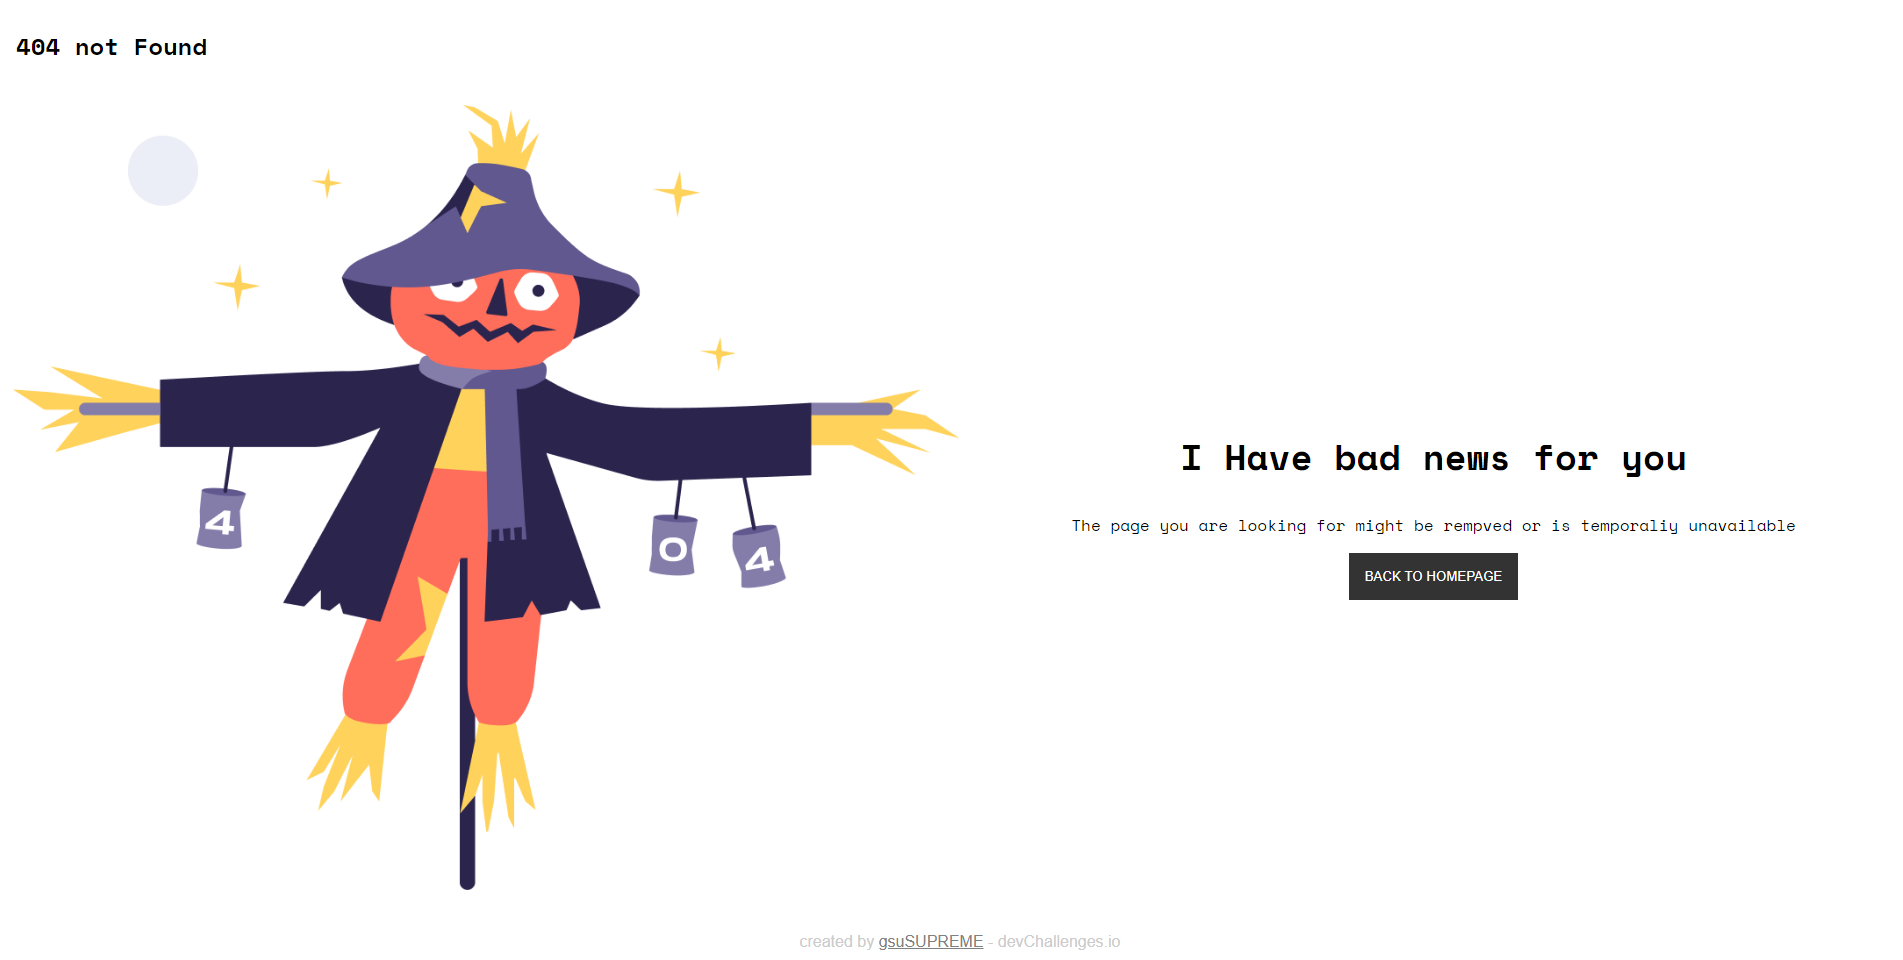 404 not Found
4
0
4
I Have bad news for you
The page you are looking for might be rempved or is temporaliy unavailable
BACK TO HOMEPAGE
created by gsuSUPREME - devChallenges.io